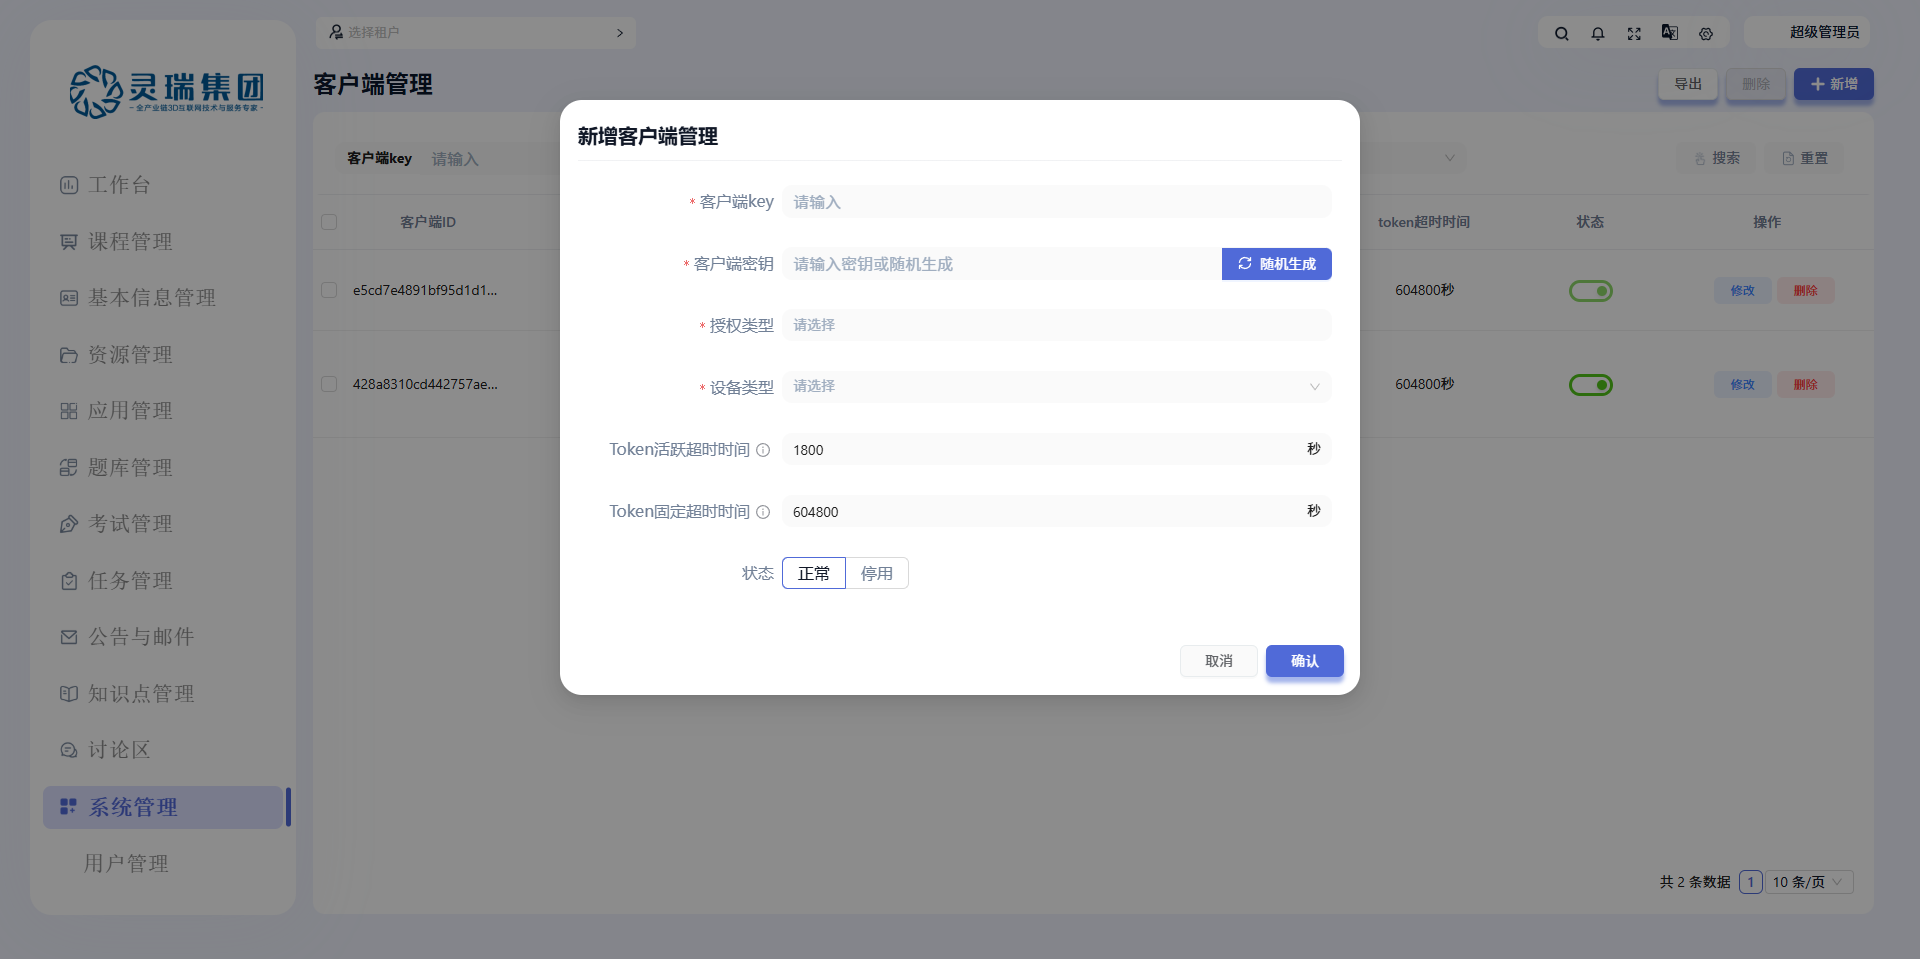 灵瑞集团
- 全产业链3D互联网技术与服务专家 -
选择租户
超级管理员
客户端管理
导出
删除
新增
客户端key
请输入
搜索
重置
客户端ID
token超时时间
状态
操作
e5cd7e4891bf95d1d1...
604800秒
修改
删除
428a8310cd442757ae...
604800秒
修改
删除
共 2 条数据
1
10 条/页
工作台
课程管理
基本信息管理
资源管理
应用管理
题库管理
考试管理
任务管理
公告与邮件
知识点管理
讨论区
系统管理
用户管理
新增客户端管理
* 客户端key
请输入
* 客户端密钥
请输入密钥或随机生成
随机生成
* 授权类型
请选择
* 设备类型
请选择
Token活跃超时时间
1800
秒
Token固定超时时间
604800
秒
状态
正常
停用
取消
确认